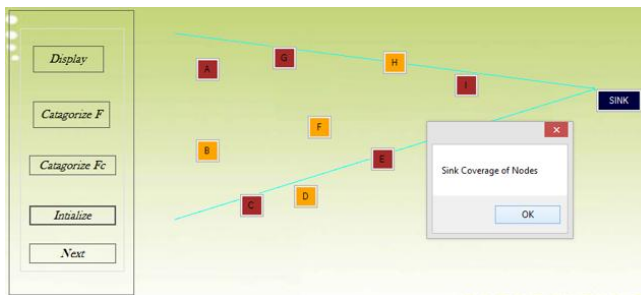 Display
Catagorize F
Catagorize Fc
Intialize
Next
A
G
H
I
SINK
B
F
E
C
D
Sink Coverage of Nodes
OK